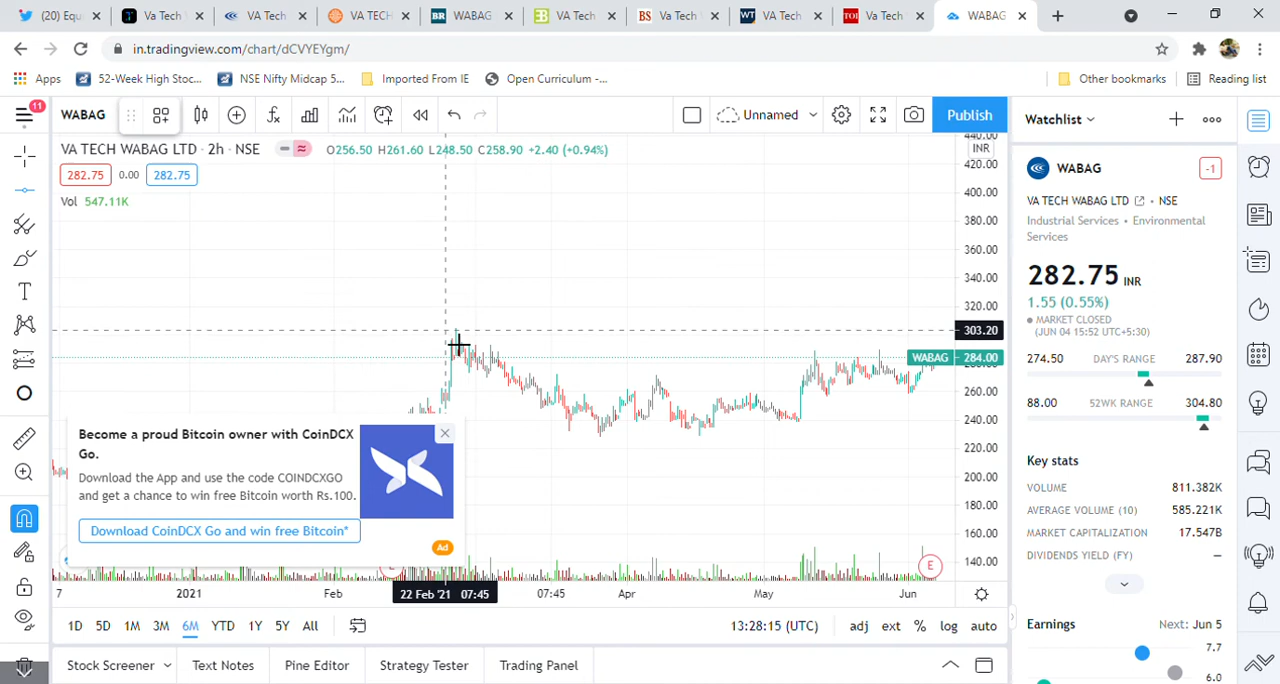 (20) Equ
Va Tech
VA Tech
VA TECH
BR WABAG
VA Tech
BS Va Tech
WT VA Tech
TOI Va Tech
WABAG
in.tradingview.com/chart/dCVYEYgm/
Apps 52-Week High Stoc... NSE Nifty Midcap 5... Imported From IE Open Curriculum -... Other bookmarks Reading list
11
WABAG
Unnamed
Publish
Watchlist
VA TECH WABAG LTD · 2h · NSE O256.50 H261.60 L248.50 C258.90 +2.40 (+0.94%)
282.75 0.00 282.75
Vol 547.11K
440.00
INR
420.00
400.00
380.00
360.00
340.00
320.00
303.20
WABAG 284.00
280.00
260.00
240.00
220.00
200.00
180.00
160.00
140.00
Become a proud Bitcoin owner with CoinDCX
Go.
Download the App and use the code COINDCXGO
and get a chance to win free Bitcoin worth Rs.100.
Download CoinDCX Go and win free Bitcoin*
Ad
E
7 2021 Feb 22 Feb '21 07:45 07:45 Apr May Jun
1D 5D 1M 3M 6M YTD 1Y 5Y All 13:28:15 (UTC) adj ext % log auto
Stock Screener Text Notes Pine Editor Strategy Tester Trading Panel
WABAG
-1
VA TECH WABAG LTD • NSE
Industrial Services • Environmental
Services
282.75 INR
1.55 (0.55%)
MARKET CLOSED
(JUN 04 15:52 UTC+5:30)
274.50 DAY'S RANGE 287.90
88.00 52WK RANGE 304.80
Key stats
VOLUME 811.382K
AVERAGE VOLUME (10) 585.221K
MARKET CAPITALIZATION 17.547B
DIVIDENDS YIELD (FY) —
Earnings Next: Jun 5
7.7
6.0